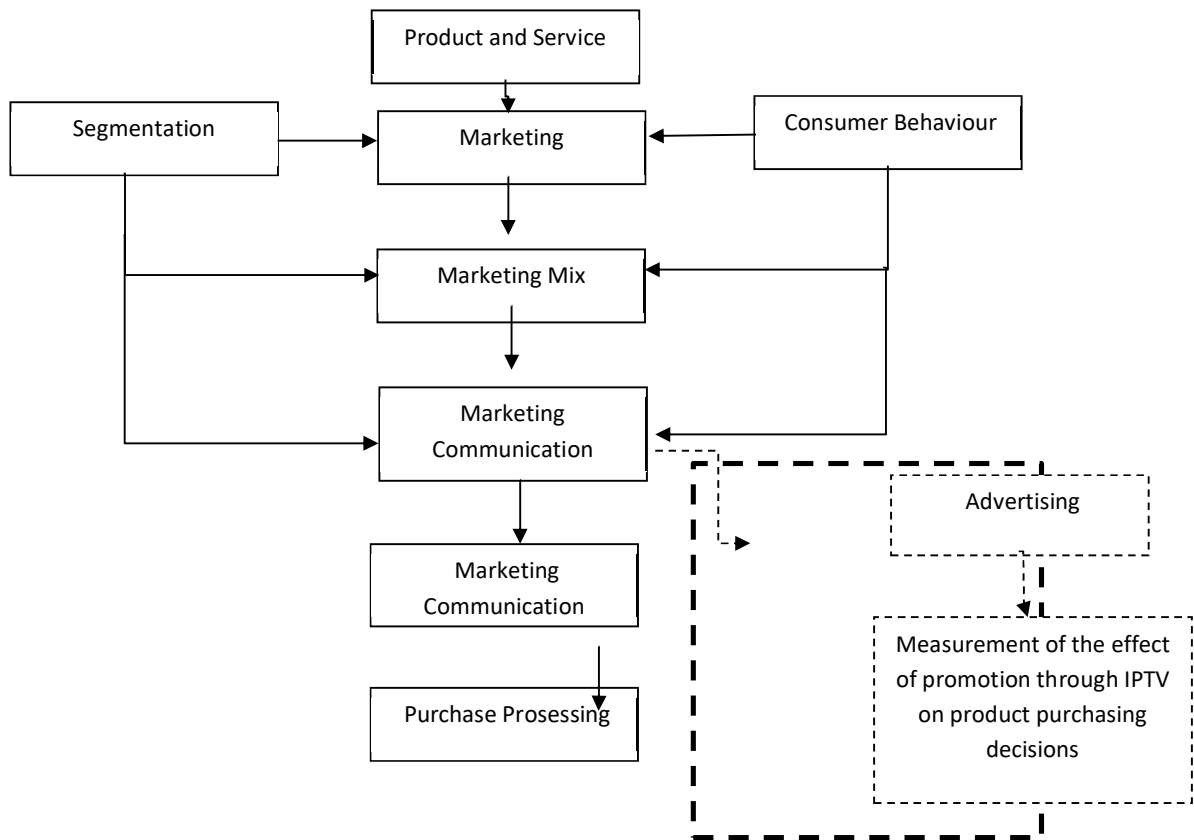 Product and Service
Segmentation
Marketing
Consumer Behaviour
Marketing Mix
Marketing
Communication
Advertising
Marketing
Communication
Measurement of the effect
of promotion through IPTV
on product purchasing
decisions
Purchase Prosessing